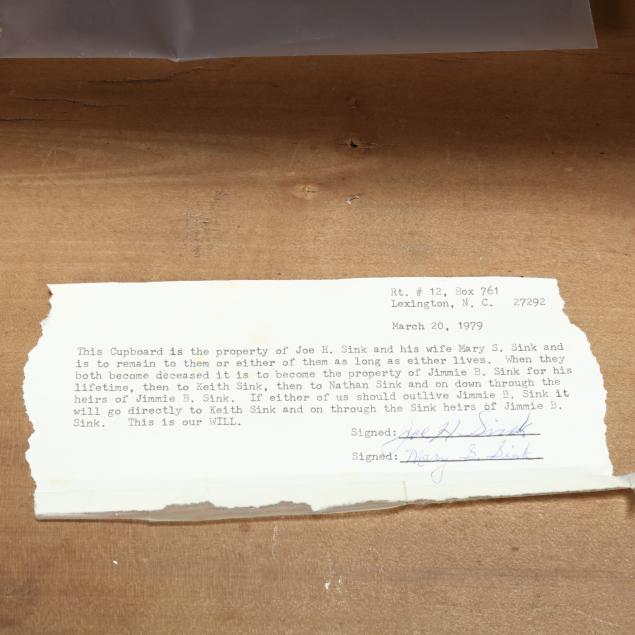 Rt. # 12, Box 761
Lexington, N. C. 27292
March 20, 1979
This Cupboard is the property of Joe H. Sink and his wife Mary S. Sink and
is to remain to them or either of them as long as either lives. When they
both become deceased it is to become the property of Jimmie B. Sink for his
lifetime, then to Keith Sink, then to Nathan Sink and on down through the
heirs of Jimmie B. Sink. If either of us should outlive Jimmie B. Sink it
will go directly to Keith Sink and on through the Sink heirs of Jimmie B.
Sink. This is our WILL.
Signed: Joe H. Sink
Signed: Mary S. Sink